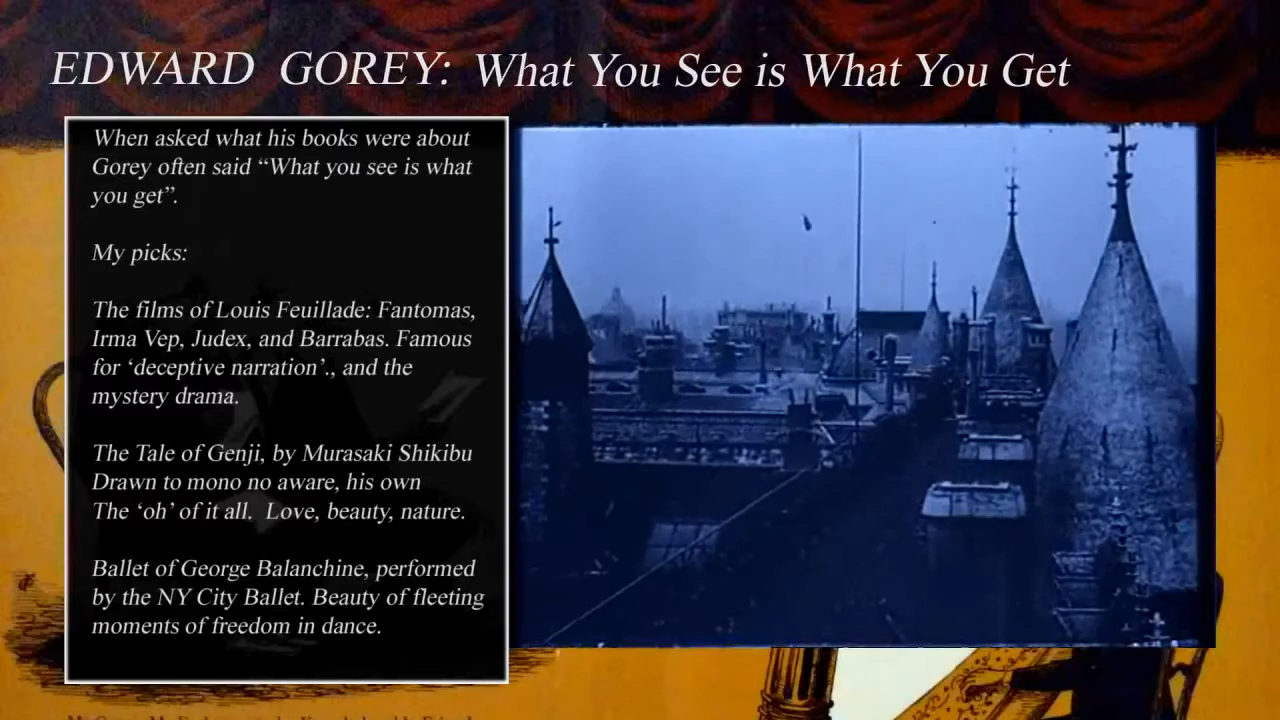 EDWARD GOREY: What You See is What You Get
When asked what his books were about
Gorey often said “What you see is what
you get”.
My picks:
The films of Louis Feuillade: Fantomas,
Irma Vep, Judex, and Barrabas. Famous
for ‘deceptive narration’., and the
mystery drama.
The Tale of Genji, by Murasaki Shikibu
Drawn to mono no aware, his own
The ‘oh’ of it all. Love, beauty, nature.
Ballet of George Balanchine, performed
by the NY City Ballet. Beauty of fleeting
moments of freedom in dance.